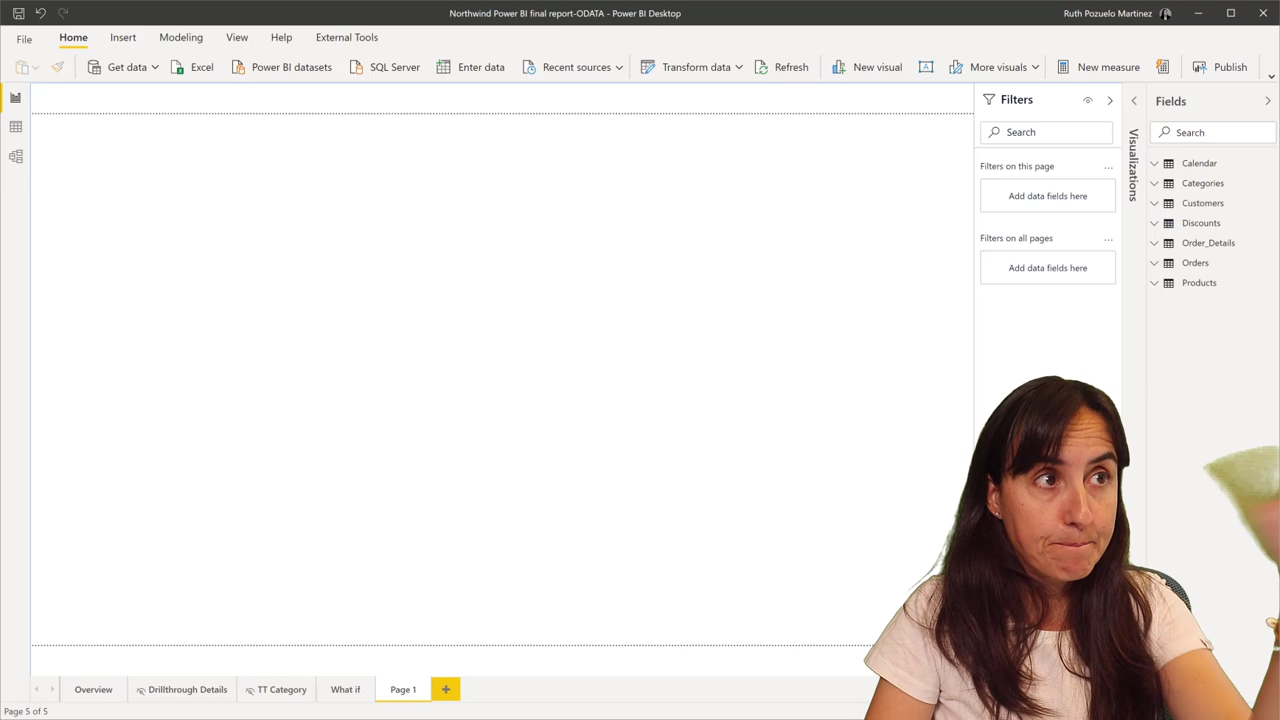 Northwind Power BI final report-ODATA - Power BI Desktop
Ruth Pozuelo Martinez
File
Home
Insert
Modeling
View
Help
External Tools
Get data
Excel
Power BI datasets
SQL Server
Enter data
Recent sources
Transform data
Refresh
New visual
More visuals
New measure
Publish
Filters
Search
Filters on this page
Add data fields here
Filters on all pages
Add data fields here
Visualizations
Fields
Search
Calendar
Categories
Customers
Discounts
Order_Details
Orders
Products
Overview
Drillthrough Details
TT Category
What if
Page 1
Page 5 of 5